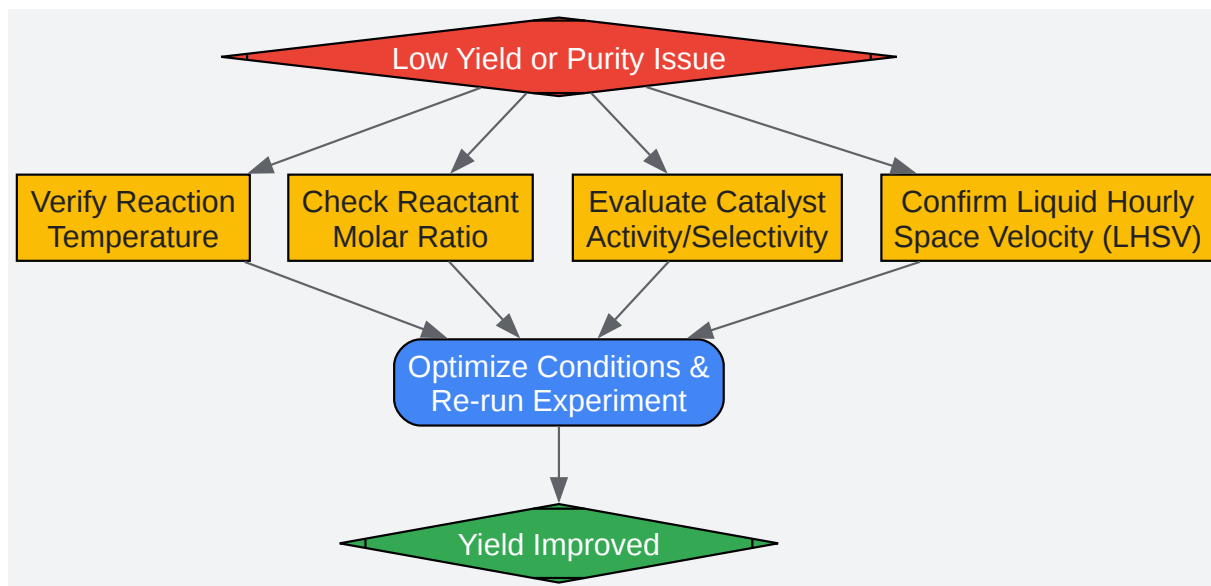 Low Yield or Purity Issue
Verify Reaction
Temperature
Check Reactant
Molar Ratio
Evaluate Catalyst
Activity/Selectivity
Confirm Liquid Hourly
Space Velocity (LHSV)
Optimize Conditions &
Re-run Experiment
Yield Improved